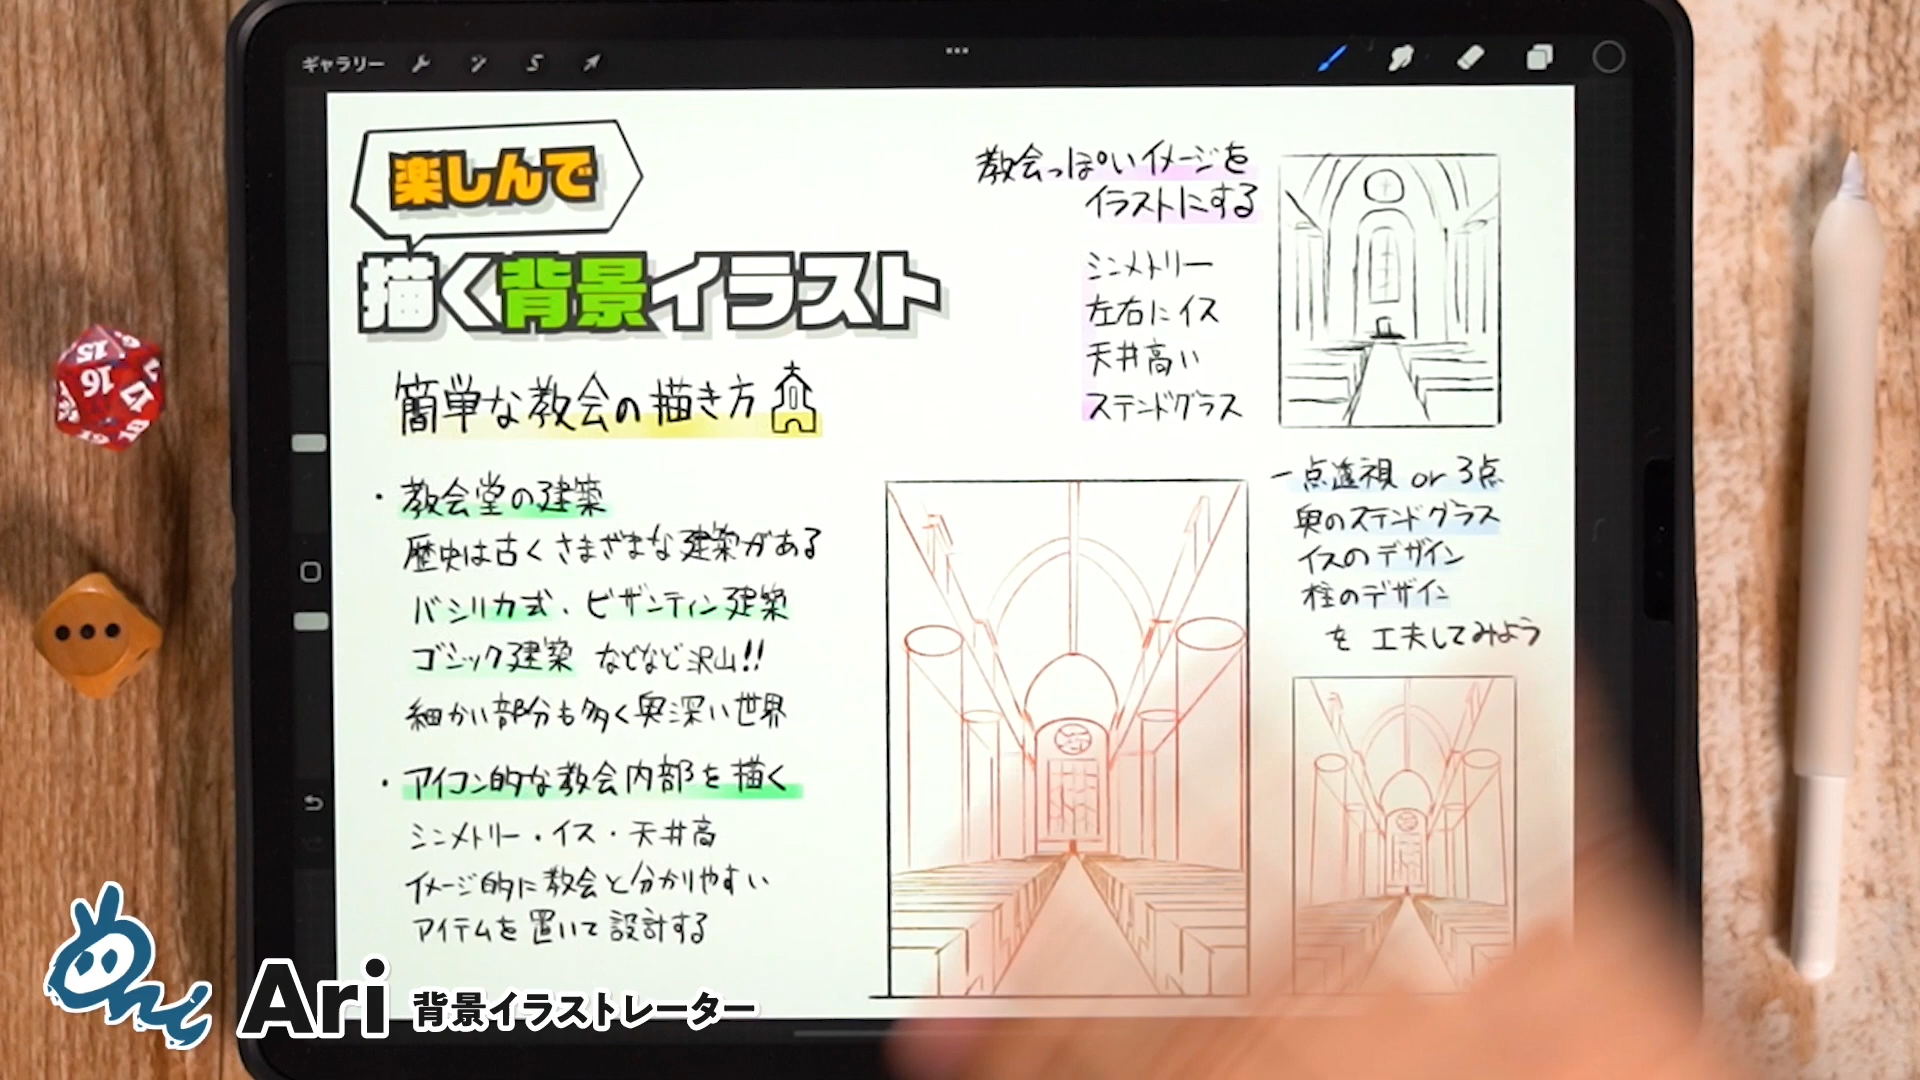 ギャラリー
楽しんで
描く背景イラスト
簡単な教会の描き方
・教会堂の建築
歴史は古くさまざまな建築がある
バシリカ式・ビザンティン建築
ゴシック建築 などなど沢山!!
細かい部分も多く奥深い世界
・アイコン的な教会内部を描く
シンメトリー・イス・天井高
イメージ的に教会と分かりやすい
アイテムを置いて設計する
教会っぽいイメージを
イラストにする
シンメトリー
左右にイス
天井高い
ステンドグラス
一点透視 or 3点
奥のステンドグラス
イスのデザイン
柱のデザイン
を 工夫してみよう
15
16
Ari 背景イラストレーター